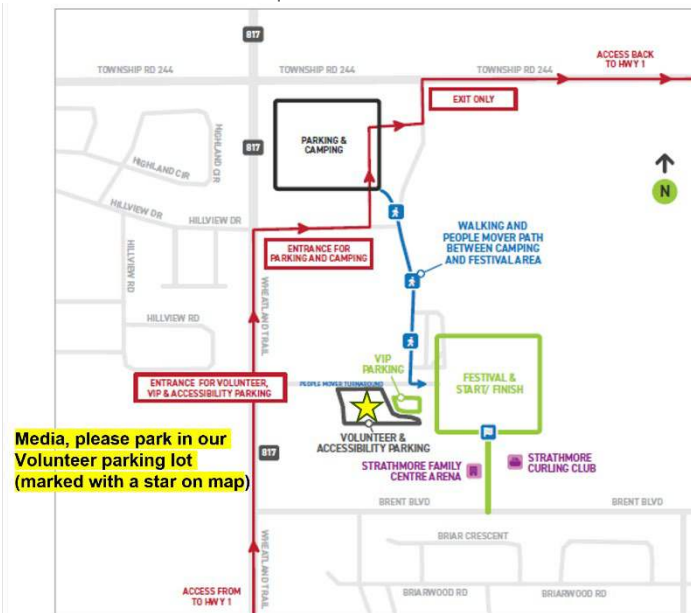 817
ACCESS BACK
TO HWY 1
TOWNSHIP RD 244
TOWNSHIP RD 244
TOWNSHIP RD 244
EXIT ONLY
PARKING &
CAMPING
817
HIGHLAND CIR
HIGHLAND CIR
N
HILLVIEW DR
HILLVIEW DR
WALKING AND
PEOPLE MOVER PATH
BETWEEN CAMPING
AND FESTIVAL AREA
ENTRANCE FOR
PARKING AND CAMPING
HILLVIEW RD
WHEATLAND TRAIL
HILLVIEW RD
VIP
PARKING
FESTIVAL &
START/ FINISH
ENTRANCE FOR VOLUNTEER,
VIP & ACCESSIBILITY PARKING
PEOPLE MOVER TURNAROUND
Media, please park in our
Volunteer parking lot
(marked with a star on map)
VOLUNTEER &
ACCESSIBILITY PARKING
817
STRATHMORE FAMILY
CENTRE ARENA
STRATHMORE
CURLING CLUB
BRENT BLVD
BRENT BLVD
WHEATLAND TRAIL
BRIAR CRESCENT
ACCESS FROM
TO HWY 1
BRIARWOOD RD
BRIARWOOD RD